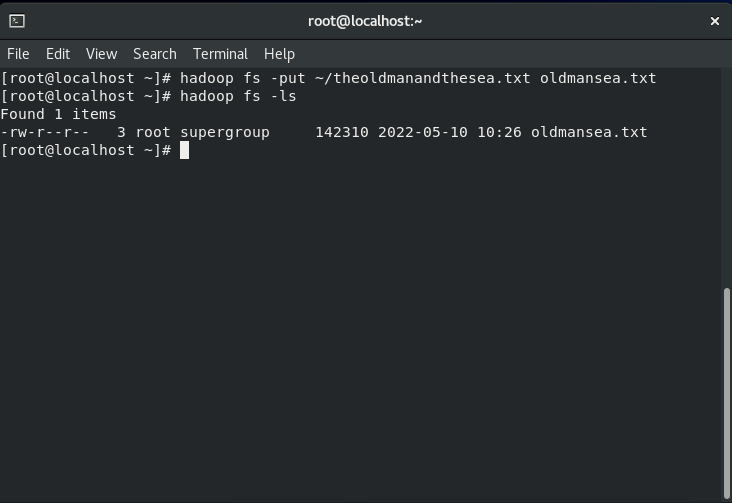 root@localhost:~
File Edit View Search Terminal Help
[root@localhost ~]# hadoop fs -put ~/theoldmanandthesea.txt oldmansea.txt
[root@localhost ~]# hadoop fs -ls
Found 1 items
-rw-r--r--   3 root supergroup     142310 2022-05-10 10:26 oldmansea.txt
[root@localhost ~]#